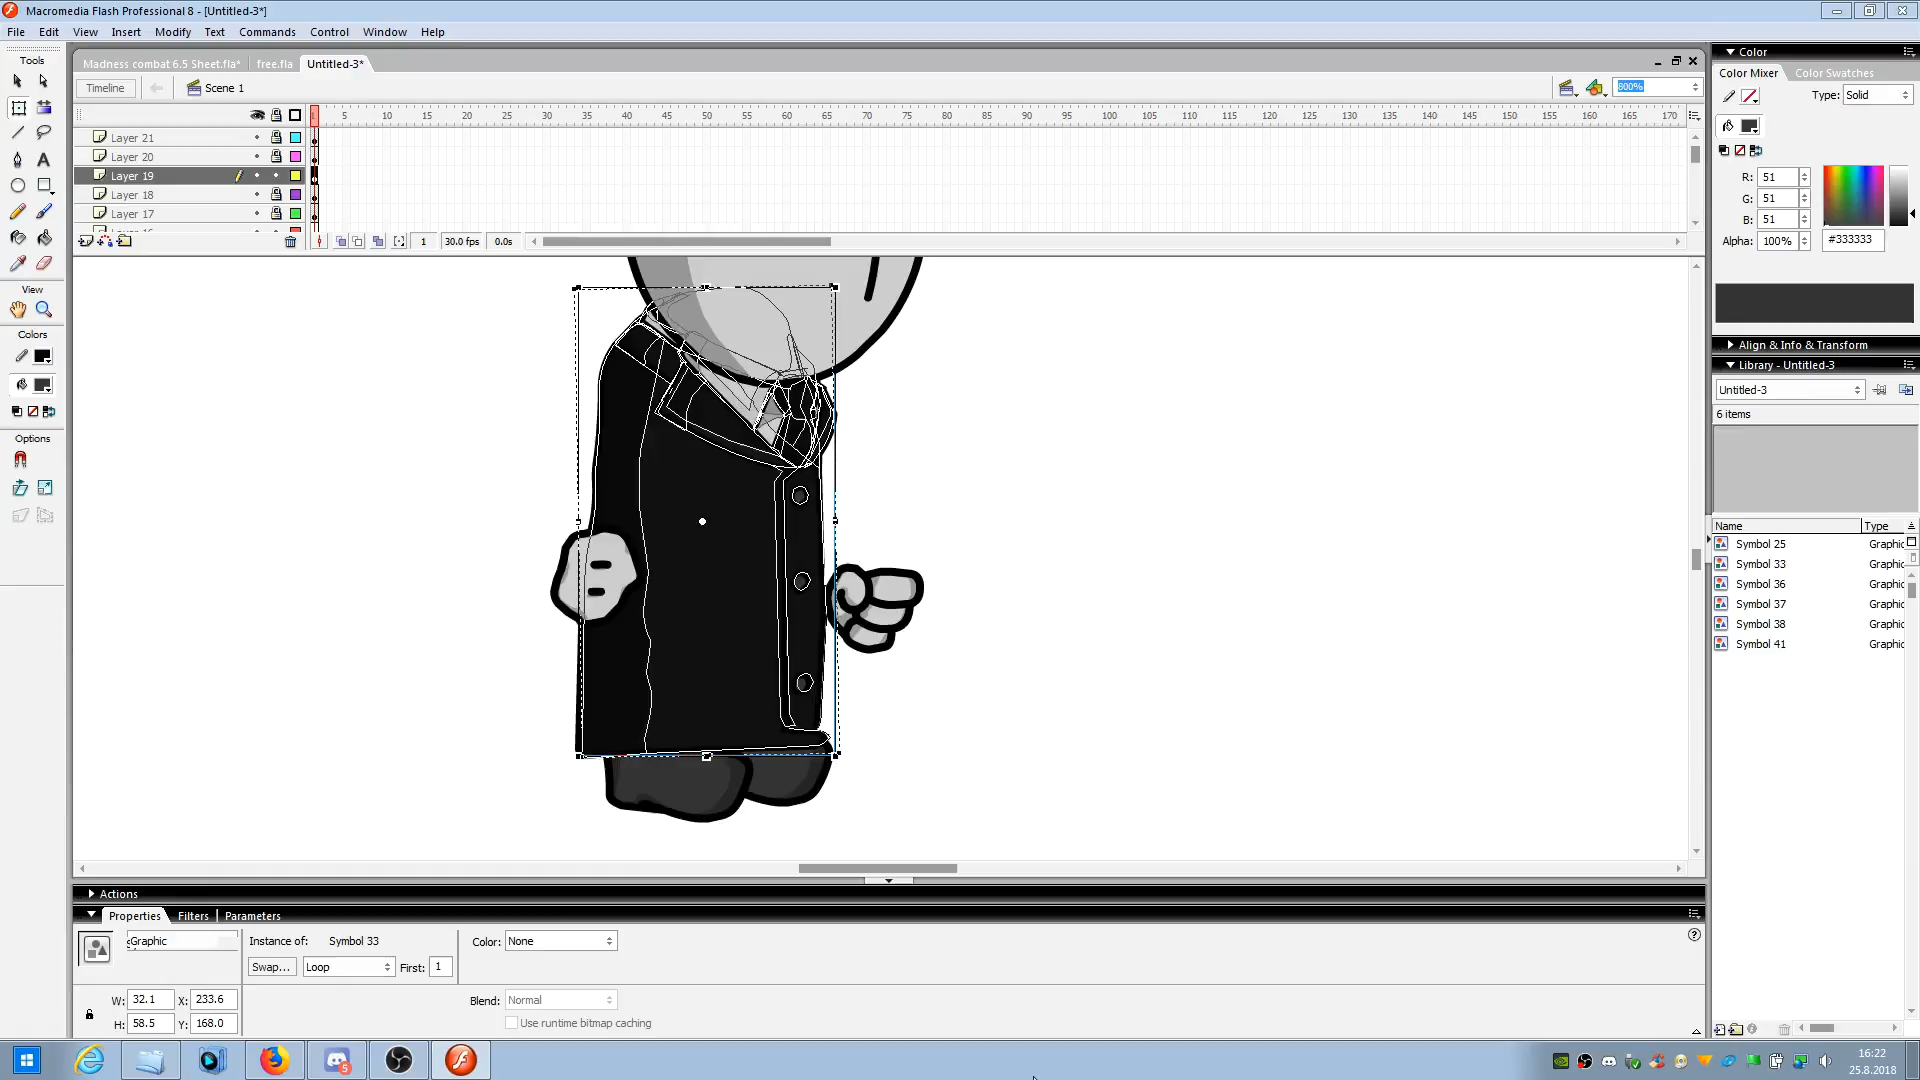 Macromedia Flash Professional 8 - [Untitled-3*]
File Edit View Insert Modify Text Commands Control Window Help
Tools
Madness combat 6.5 Sheet.fla* free.fla Untitled-3*
Timeline Scene 1 800%
5 10 15 20 25 30 35 40 45 50 55 60 65 70 75 80 85 90 95 100 105 110 115 120 125 130 135 140 145 150 155 160 165 170
Layer 21
Layer 20
Layer 19
Layer 18
Layer 17
1 30.0 fps 0.0s
View
Colors
Options
Color
Color Mixer Color Swatches
Type: Solid
R: 51
G: 51
B: 51
Alpha: 100% #333333
Align & Info & Transform
Library - Untitled-3
Untitled-3
6 items
Name Type
Symbol 25 Graphic
Symbol 33 Graphic
Symbol 36 Graphic
Symbol 37 Graphic
Symbol 38 Graphic
Symbol 41 Graphic
Actions
Properties Filters Parameters
Graphic Instance of: Symbol 33 Color: None
Swap... Loop First: 1
W: 32.1 X: 233.6 Blend: Normal
H: 58.5 Y: 168.0 Use runtime bitmap caching
5
16:22
25.8.2018